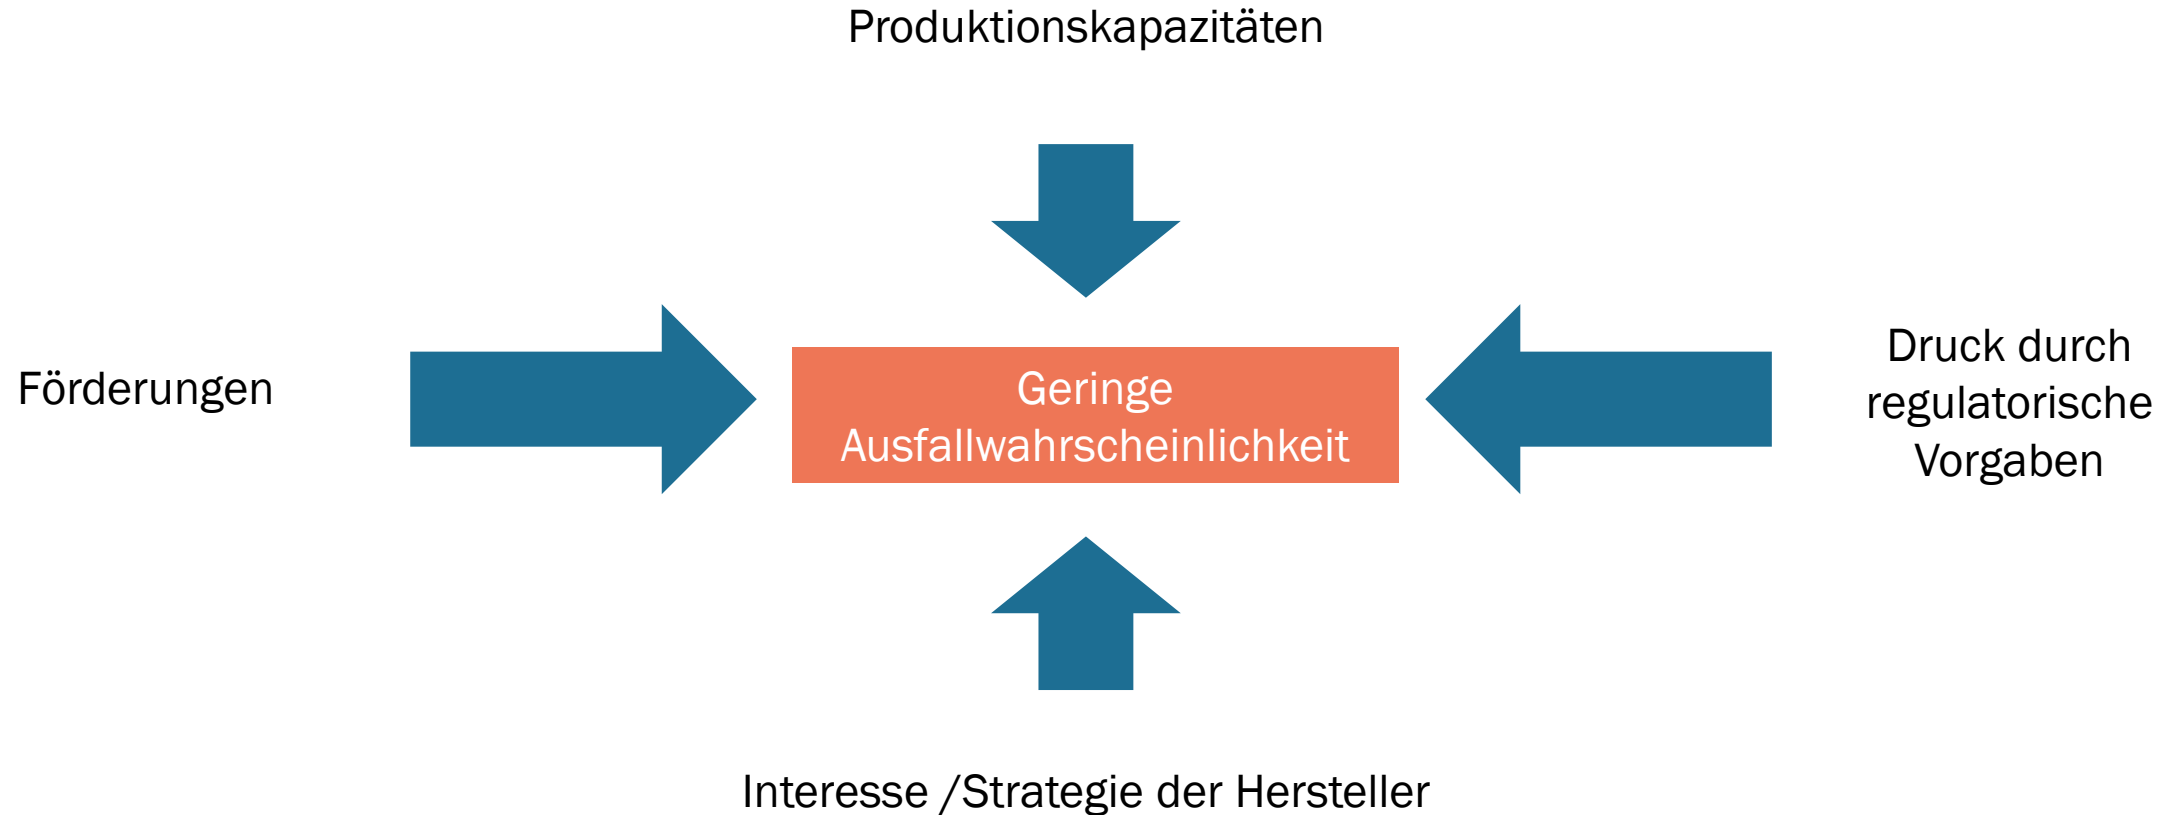 Produktionskapazitäten
Förderungen
Geringe
Ausfallwahrscheinlichkeit
Druck durch
regulatorische
Vorgaben
Interesse /Strategie der Hersteller